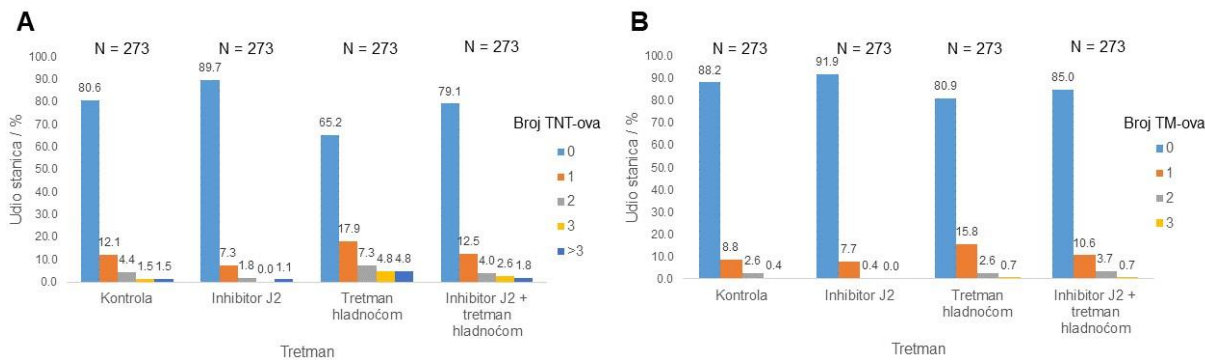 A
N = 273 N = 273 N = 273 N = 273
Udio stanica / %
100.0
90.0
80.0
70.0
60.0
50.0
40.0
30.0
20.0
10.0
0.0
80.6 12.1 4.4 1.5 1.5
89.7 7.3 1.8 0.0 1.1
65.2 17.9 7.3 4.8 4.8
79.1 12.5 4.0 2.6 1.8
Kontrola
Inhibitor J2
Tretman
hladnoćom
Inhibitor J2 +
tretman
hladnoćom
Tretman
Broj TNT-ova
0
1
2
3
>3
B
N = 273 N = 273 N = 273 N = 273
Udio stanica / %
100.0
90.0
80.0
70.0
60.0
50.0
40.0
30.0
20.0
10.0
0.0
88.2 8.8 2.6 0.4
91.9 7.7 0.4 0.0
80.9 15.8 2.6 0.7
85.0 10.6 3.7 0.7
Kontrola
Inhibitor J2
Tretman
hladnoćom
Inhibitor J2 +
tretman
hladnoćom
Tretman
Broj TM-ova
0
1
2
3